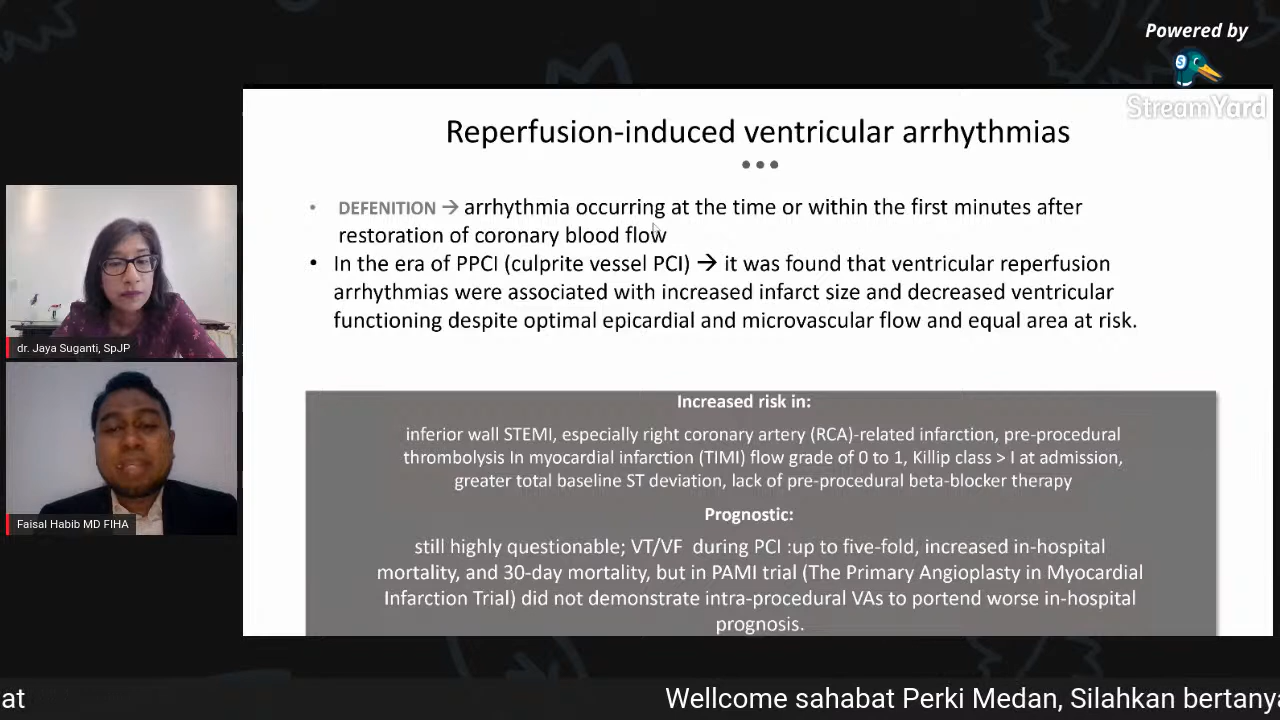 Powered by
StreamYard
Reperfusion-induced ventricular arrhythmias
• DEFENITION → arrhythmia occurring at the time or within the first minutes after
restoration of coronary blood flow
• In the era of PPCI (culprite vessel PCI) → it was found that ventricular reperfusion
arrhythmias were associated with increased infarct size and decreased ventricular
functioning despite optimal epicardial and microvascular flow and equal area at risk.
Increased risk in:
inferior wall STEMI, especially right coronary artery (RCA)-related infarction, pre-procedural
thrombolysis In myocardial infarction (TIMI) flow grade of 0 to 1, Killip class > I at admission,
greater total baseline ST deviation, lack of pre-procedural beta-blocker therapy
Prognostic:
still highly questionable; VT/VF during PCI :up to five-fold, increased in-hospital
mortality, and 30-day mortality, but in PAMI trial (The Primary Angioplasty in Myocardial
Infarction Trial) did not demonstrate intra-procedural VAs to portend worse in-hospital
prognosis.
dr. Jaya Suganti, SpJP
Faisal Habib MD FIHA
at
Wellcome sahabat Perki Medan, Silahkan bertanya